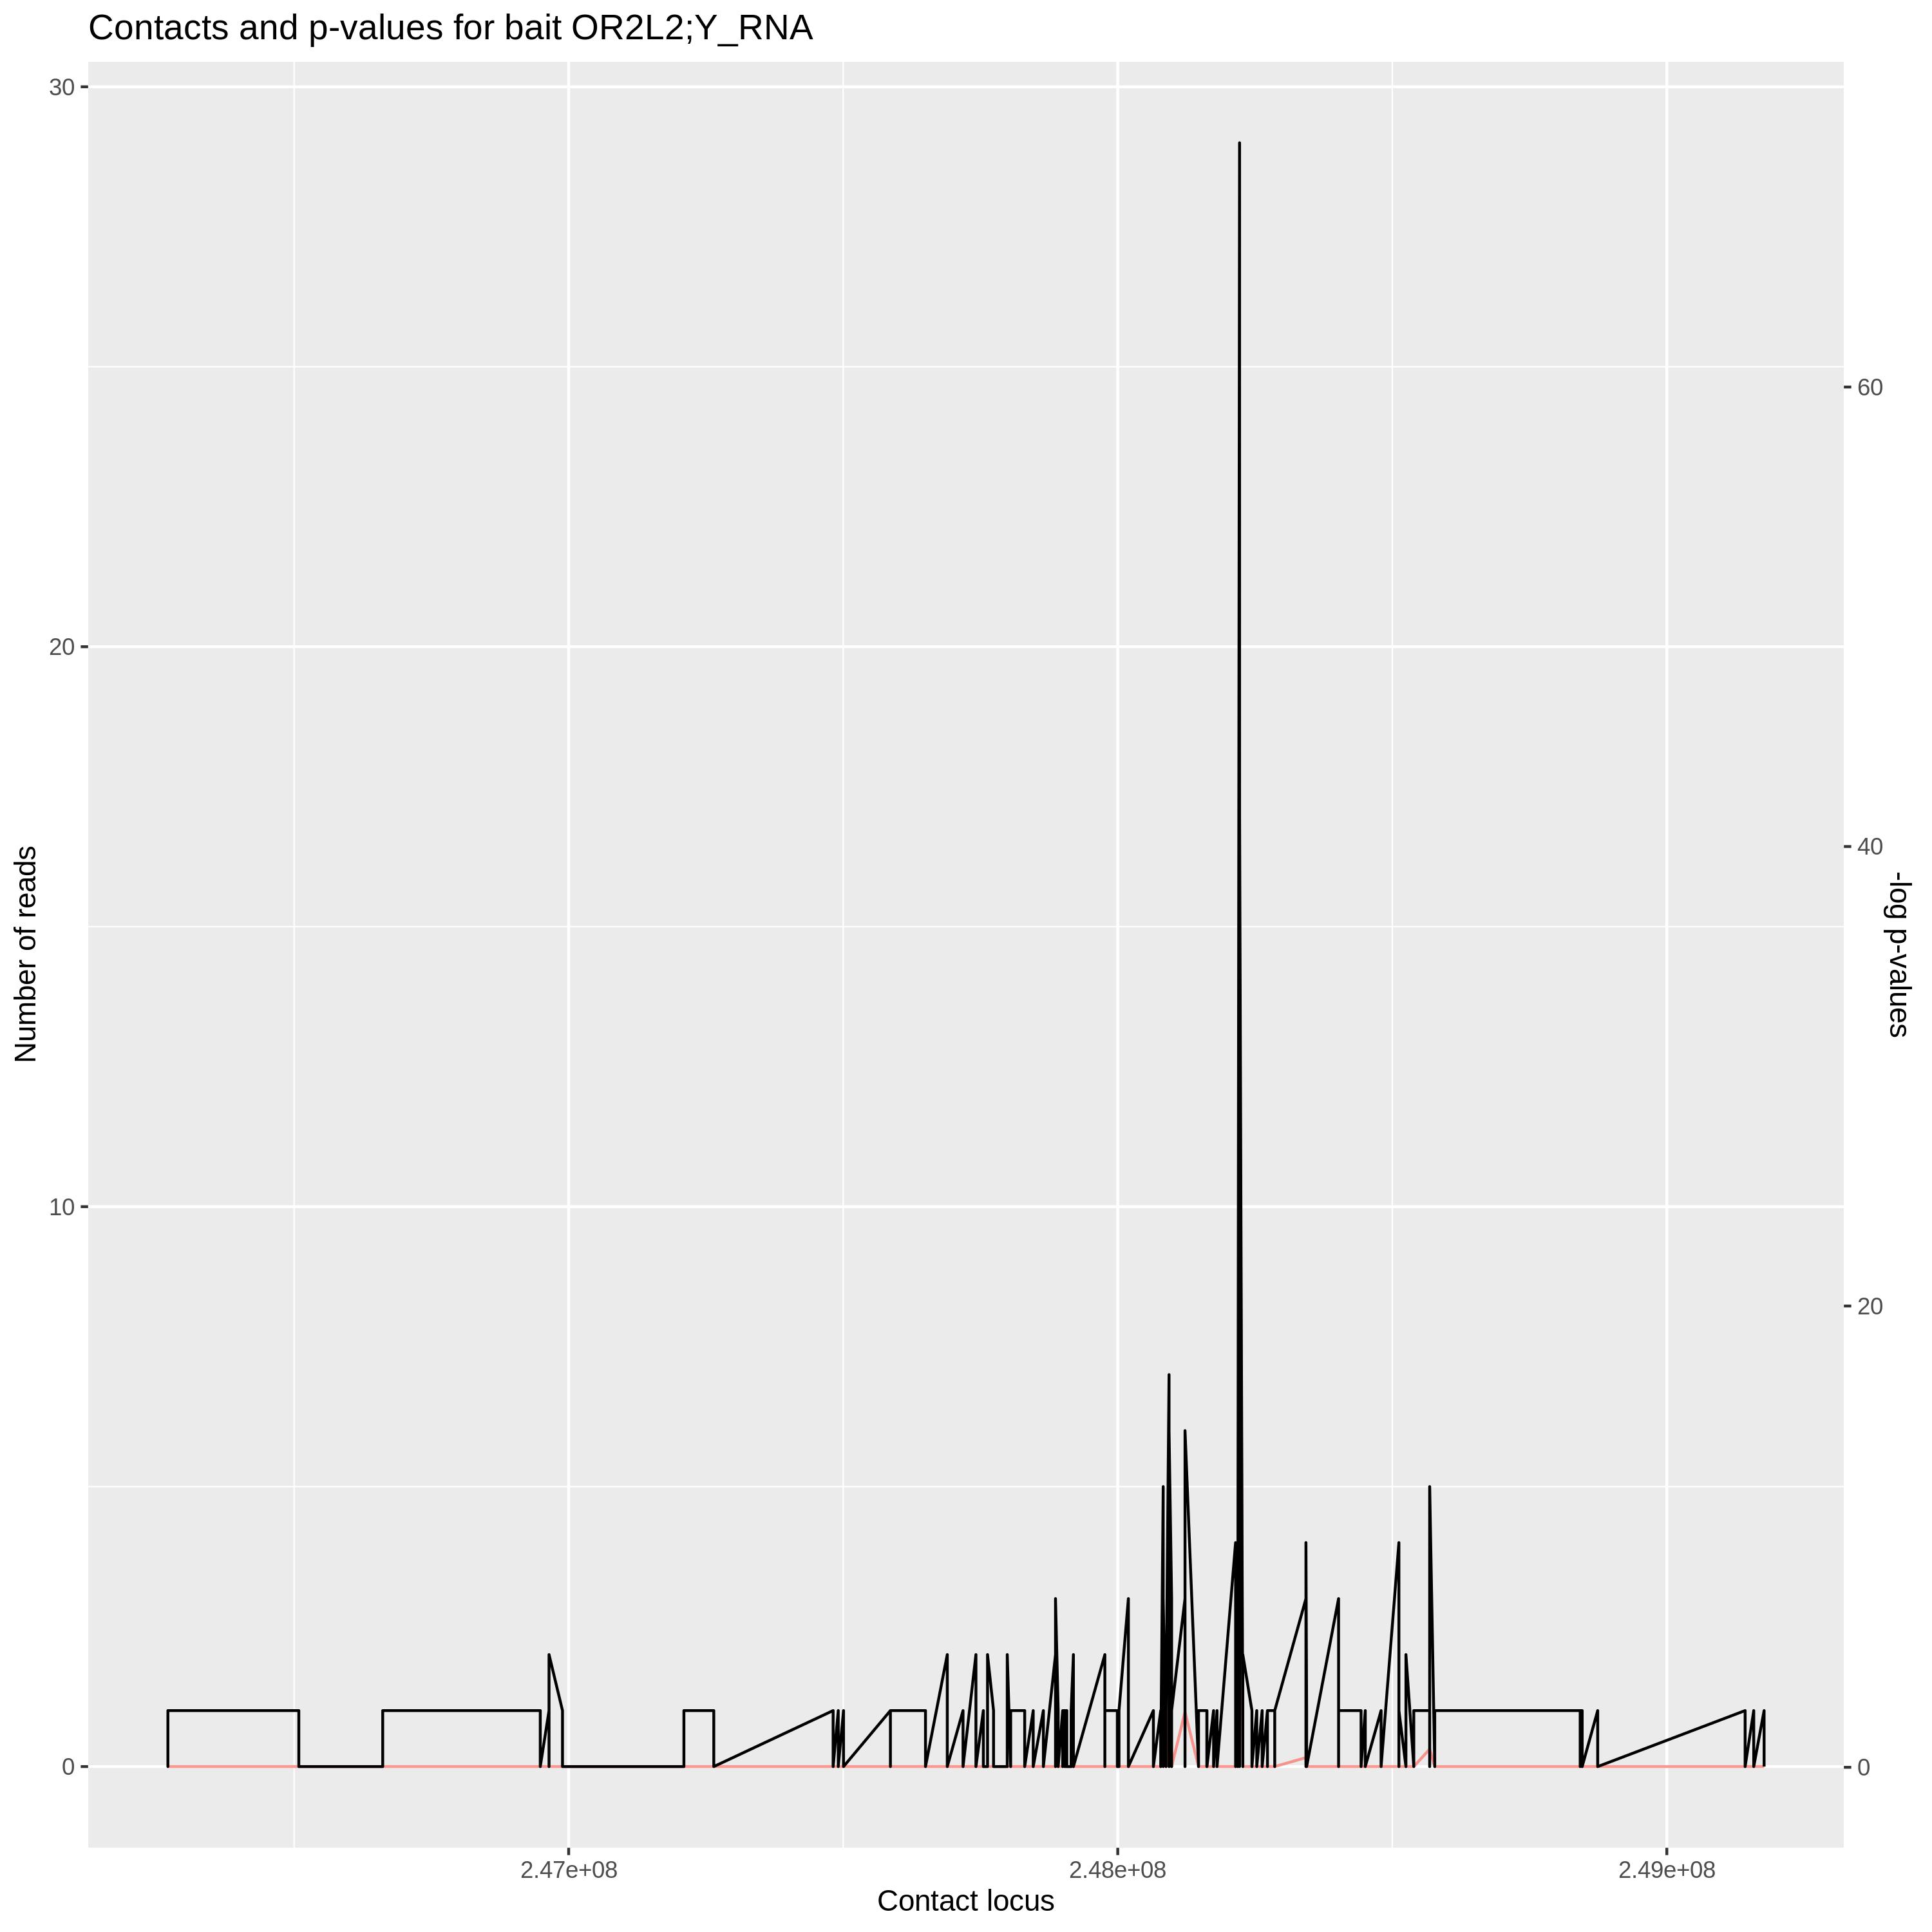 Contacts and p-values for bait OR2L2;Y_RNA
30
20
10
0
Number of reads
60
40
20
0
-log p-values
2.47e+08
2.48e+08
2.49e+08
Contact locus